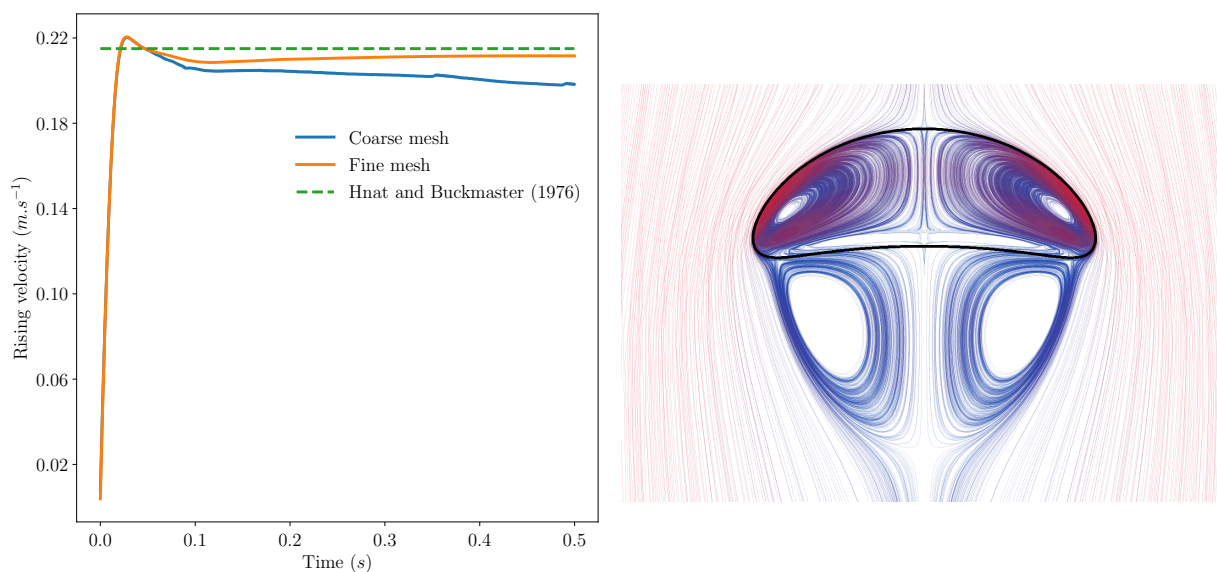 0.22
0.18
0.14
0.10
0.06
0.02
Rising velocity (m.s⁻¹)
Coarse mesh
Fine mesh
Hnat and Buckmaster (1976)
0.0 0.1 0.2 0.3 0.4 0.5
Time (s)